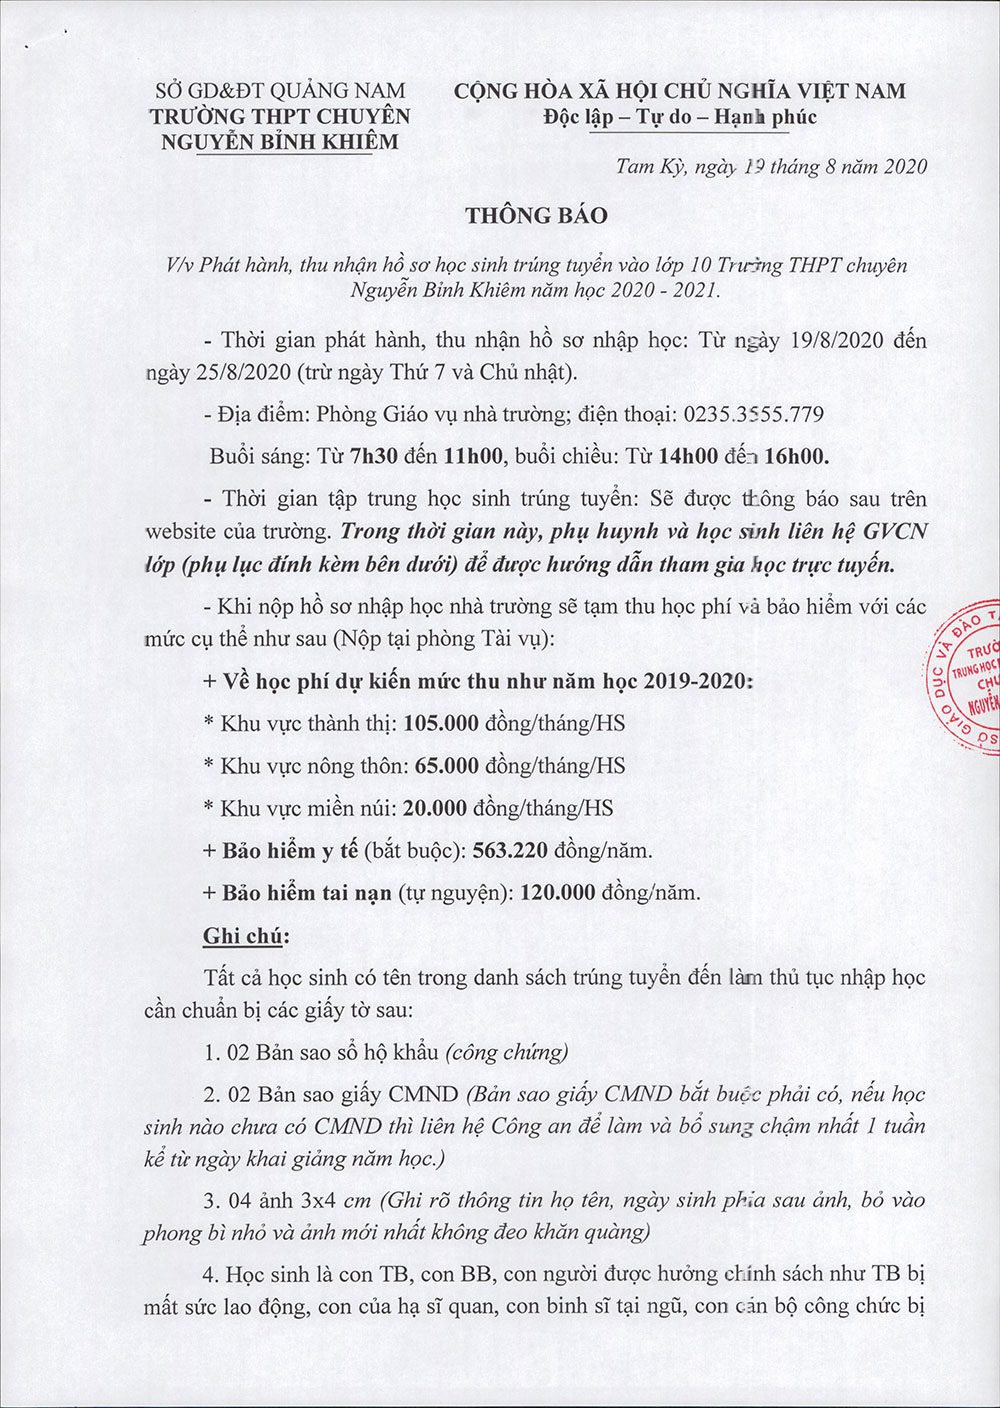 SỞ GD&ĐT QUẢNG NAM
TRƯỜNG THPT CHUYÊN
NGUYỄN BỈNH KHIÊM
CỘNG HÒA XÃ HỘI CHỦ NGHĨA VIỆT NAM
Độc lập – Tự do – Hạnh phúc
Tam Kỳ, ngày 19 tháng 8 năm 2020
THÔNG BÁO
V/v Phát hành, thu nhận hồ sơ học sinh trúng tuyển vào lớp 10 Trường THPT chuyên
Nguyễn Bỉnh Khiêm năm học 2020 - 2021.
- Thời gian phát hành, thu nhận hồ sơ nhập học: Từ ngày 19/8/2020 đến
ngày 25/8/2020 (trừ ngày Thứ 7 và Chủ nhật).
- Địa điểm: Phòng Giáo vụ nhà trường; điện thoại: 0235.3555.779
Buổi sáng: Từ 7h30 đến 11h00, buổi chiều: Từ 14h00 đến 16h00.
- Thời gian tập trung học sinh trúng tuyển: Sẽ được thông báo sau trên
website của trường. Trong thời gian này, phụ huynh và học sinh liên hệ GVCN
lớp (phụ lục đính kèm bên dưới) để được hướng dẫn tham gia học trực tuyến.
- Khi nộp hồ sơ nhập học nhà trường sẽ tạm thu học phí và bảo hiểm với các
mức cụ thể như sau (Nộp tại phòng Tài vụ):
+ Về học phí dự kiến mức thu như năm học 2019-2020:
* Khu vực thành thị: 105.000 đồng/tháng/HS
* Khu vực nông thôn: 65.000 đồng/tháng/HS
* Khu vực miền núi: 20.000 đồng/tháng/HS
+ Bảo hiểm y tế (bắt buộc): 563.220 đồng/năm.
+ Bảo hiểm tai nạn (tự nguyện): 120.000 đồng/năm.
Ghi chú:
Tất cả học sinh có tên trong danh sách trúng tuyển đến làm thủ tục nhập học
cần chuẩn bị các giấy tờ sau:
1. 02 Bản sao sổ hộ khẩu (công chứng)
2. 02 Bản sao giấy CMND (Bản sao giấy CMND bắt buộc phải có, nếu học
sinh nào chưa có CMND thì liên hệ Công an để làm và bổ sung chậm nhất 1 tuần
kể từ ngày khai giảng năm học.)
3. 04 ảnh 3x4 cm (Ghi rõ thông tin họ tên, ngày sinh phía sau ảnh, bỏ vào
phong bì nhỏ và ảnh mới nhất không đeo khăn quàng)
4. Học sinh là con TB, con BB, con người được hưởng chính sách như TB bị
mất sức lao động, con của hạ sĩ quan, con binh sĩ tại ngũ, con cán bộ công chức bị
SỞ GIÁO DỤC VÀ ĐÀO
TRUNG HỌC
NGUYỄN